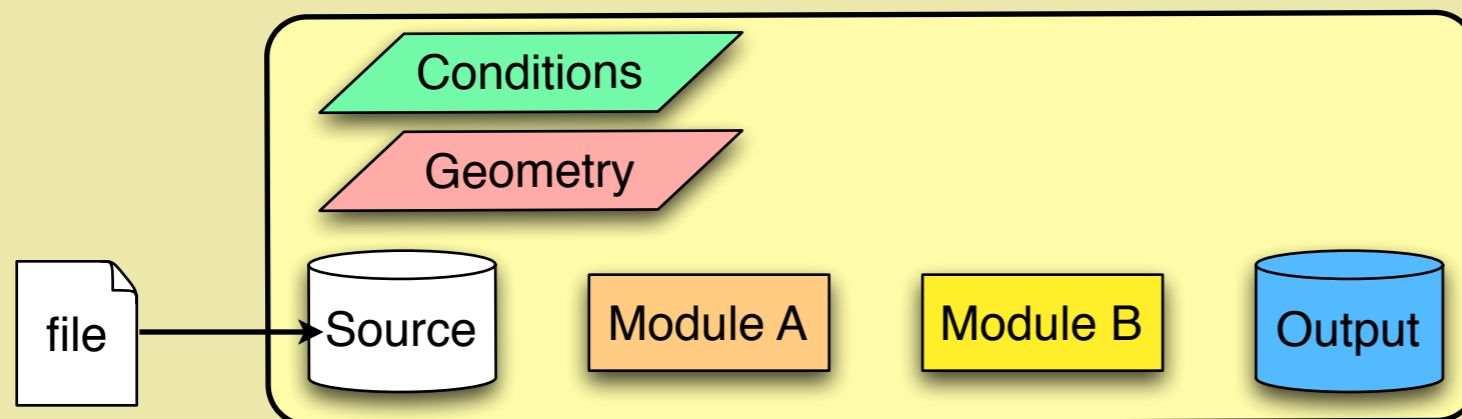 Conditions
Geometry
file
Source
Module A
Module B
Output